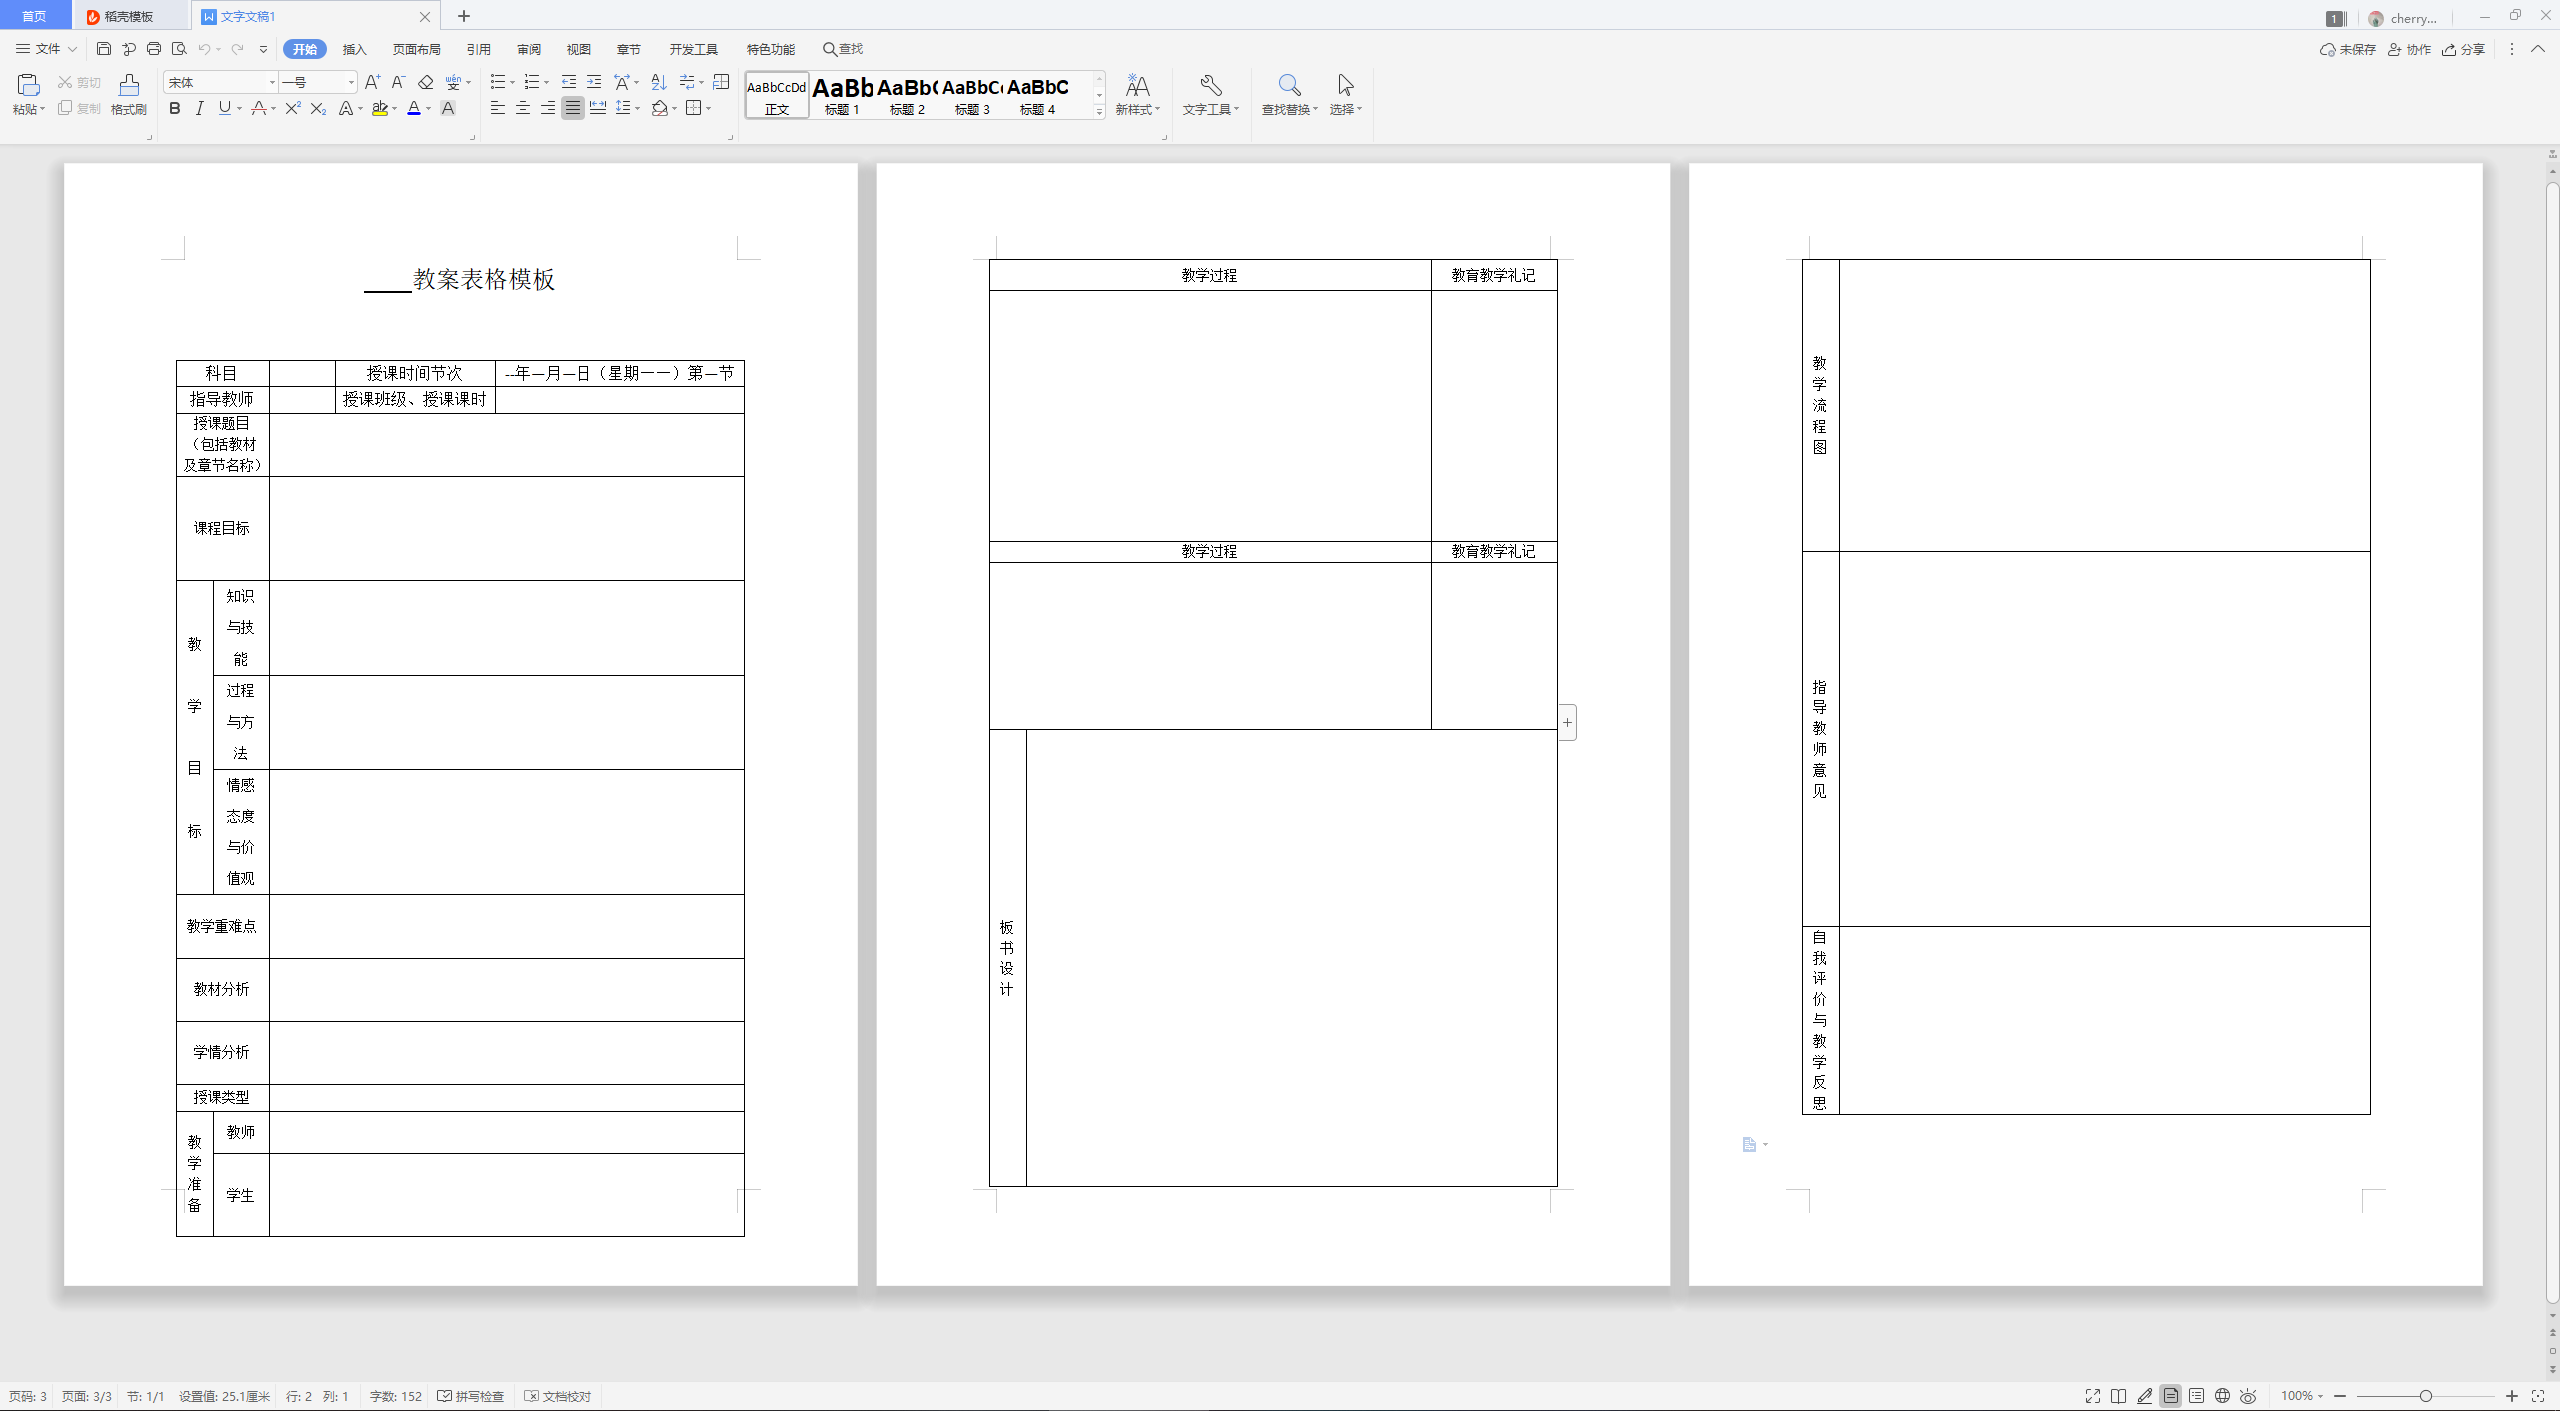 首页
稻壳模板
文字文稿1
1
cherry...
文件
开始
插入
页面布局
引用
审阅
视图
章节
开发工具
特色功能
查找
未保存
协作
分享
粘贴
剪切
复制
格式刷
宋体
一号
AaBbCcDd
正文
AaBb
标题 1
AaBb(
标题 2
AaBbC(
标题 3
AaBbC
标题 4
新样式
文字工具
查找替换
选择
____教案表格模板
科目
授课时间节次
--年—月—日（星期一一）第—节
指导教师
授课班级、授课课时
授课题目
（包括教材
及章节名称）
课程目标
教
学
目
标
知识
与技
能
过程
与方
法
情感
态度
与价
值观
教学重难点
教材分析
学情分析
授课类型
教
学
准
备
教师
学生
教学过程
教育教学礼记
教学过程
教育教学礼记
板
书
设
计
教
学
流
程
图
指
导
教
师
意
见
自
我
评
价
与
教
学
反
思
页码: 3
页面: 3/3
节: 1/1
设置值: 25.1厘米
行: 2
列: 1
字数: 152
拼写检查
文档校对
100%